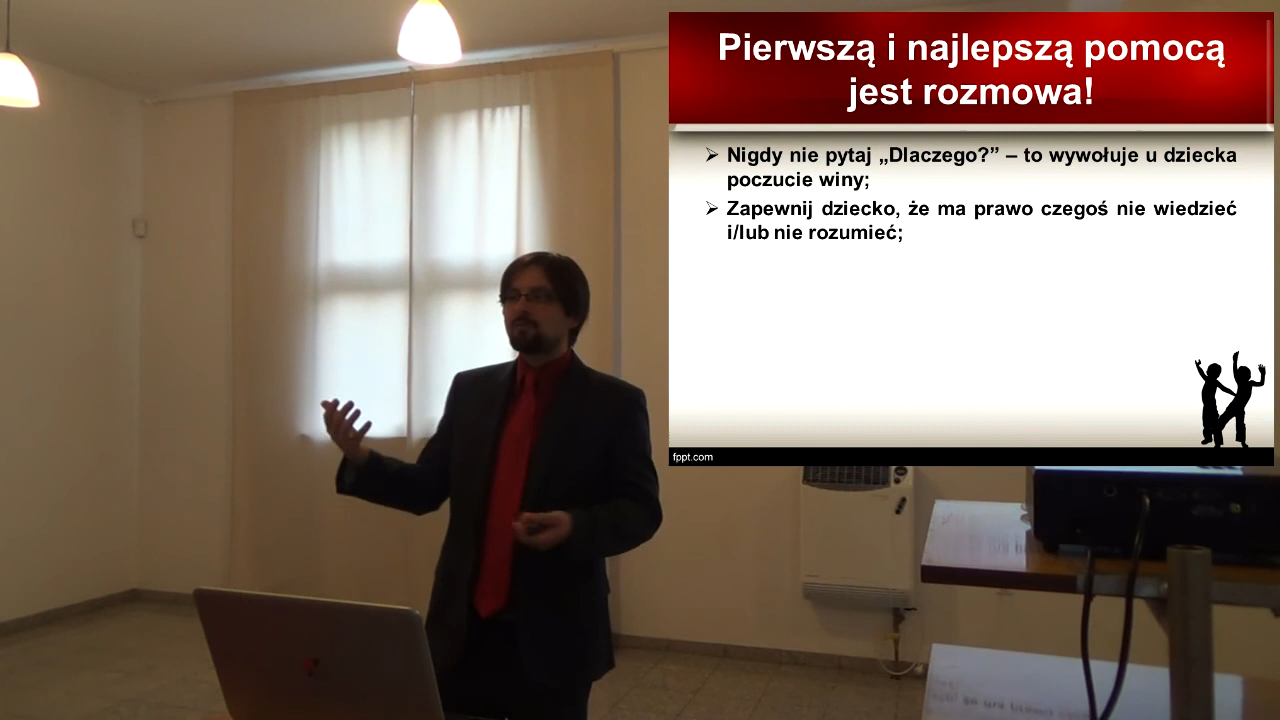 Pierwszą i najlepszą pomocą
jest rozmowa!
➢ Nigdy nie pytaj „Dlaczego?” – to wywołuje u dziecka
poczucie winy;
➢ Zapewnij dziecko, że ma prawo czegoś nie wiedzieć
i/lub nie rozumieć;
fppt.com